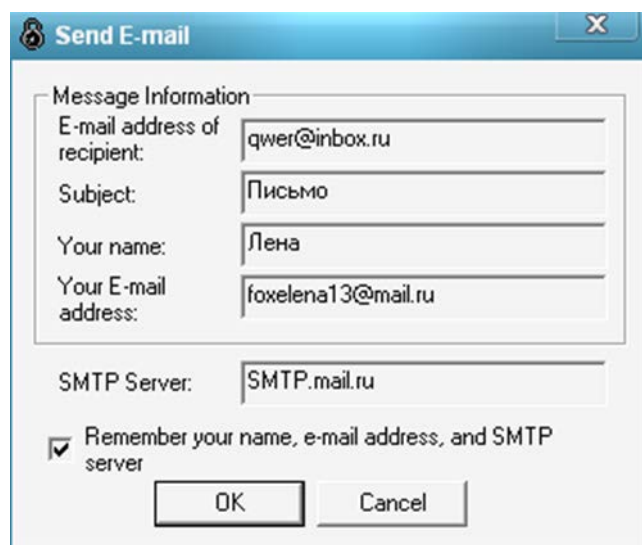 Send E-mail
Message Information
E-mail address of
recipient:
qwer@inbox.ru
Subject:
Письмо
Your name:
Лена
Your E-mail
address:
foxelena13@mail.ru
SMTP Server:
SMTP.mail.ru
Remember your name, e-mail address, and SMTP
server
OK
Cancel